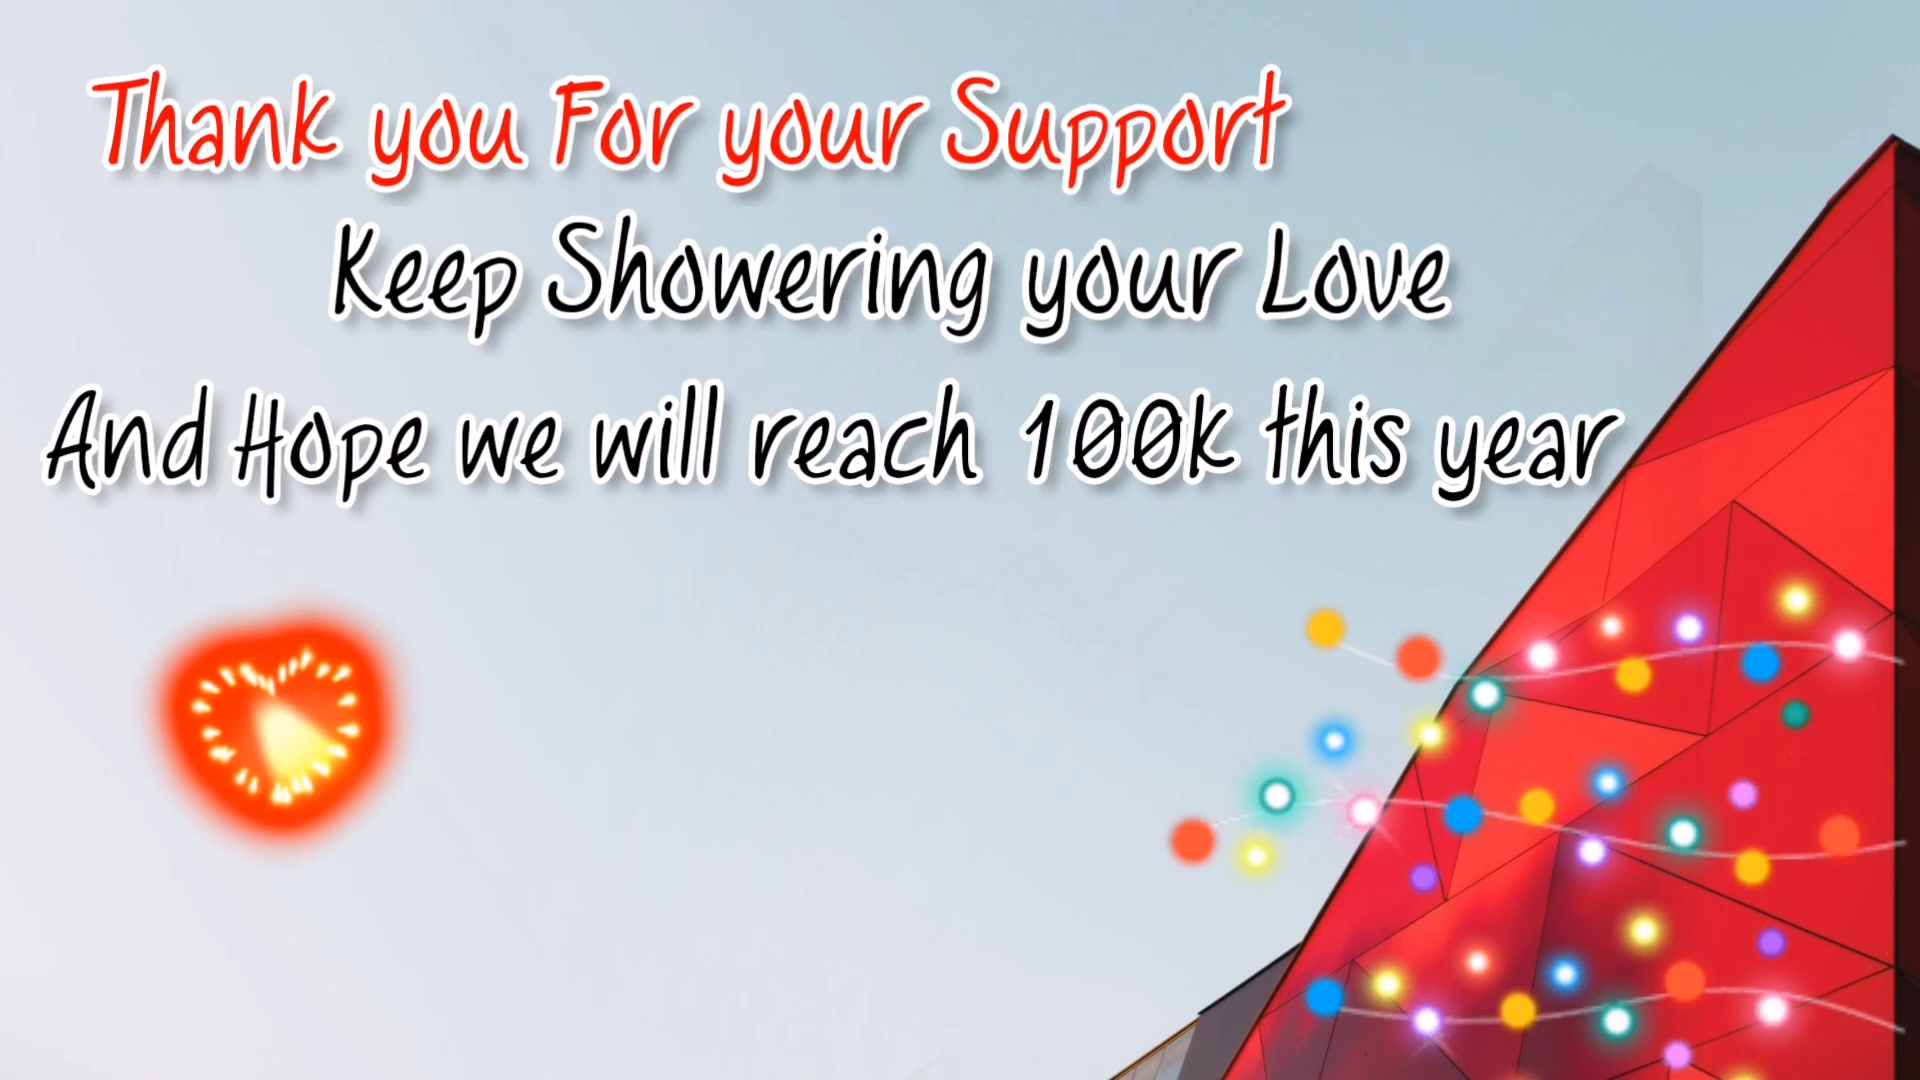 Thank you For your Support
Keep Showering your Love
And Hope we will reach 100k this year